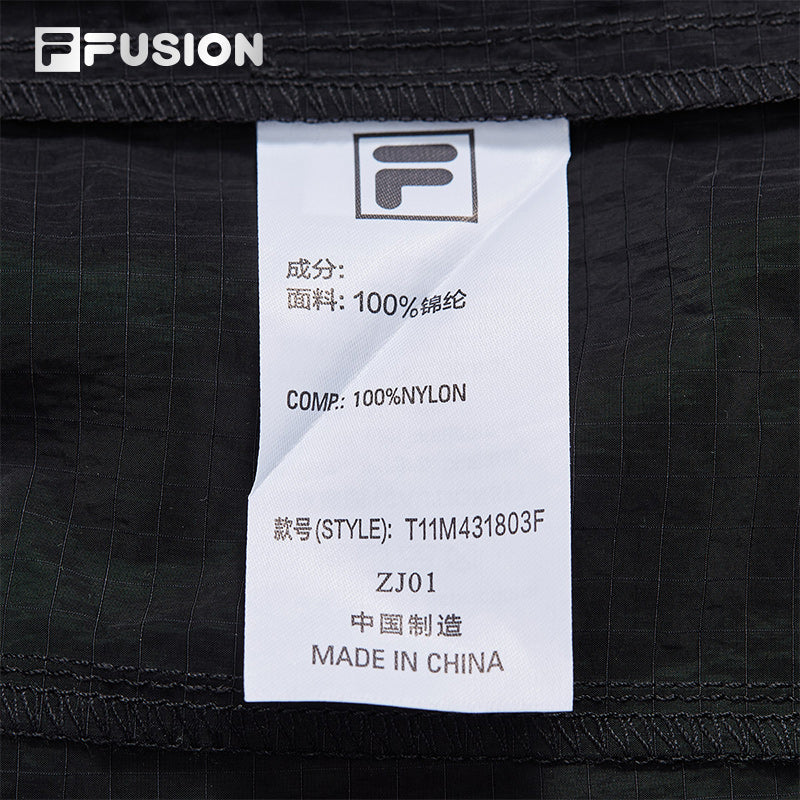 FUSION
F
成分:
面料: 100%锦纶
COMP.: 100%NYLON
款号(STYLE): T11M431803F
ZJ01
中国制造
MADE IN CHINA